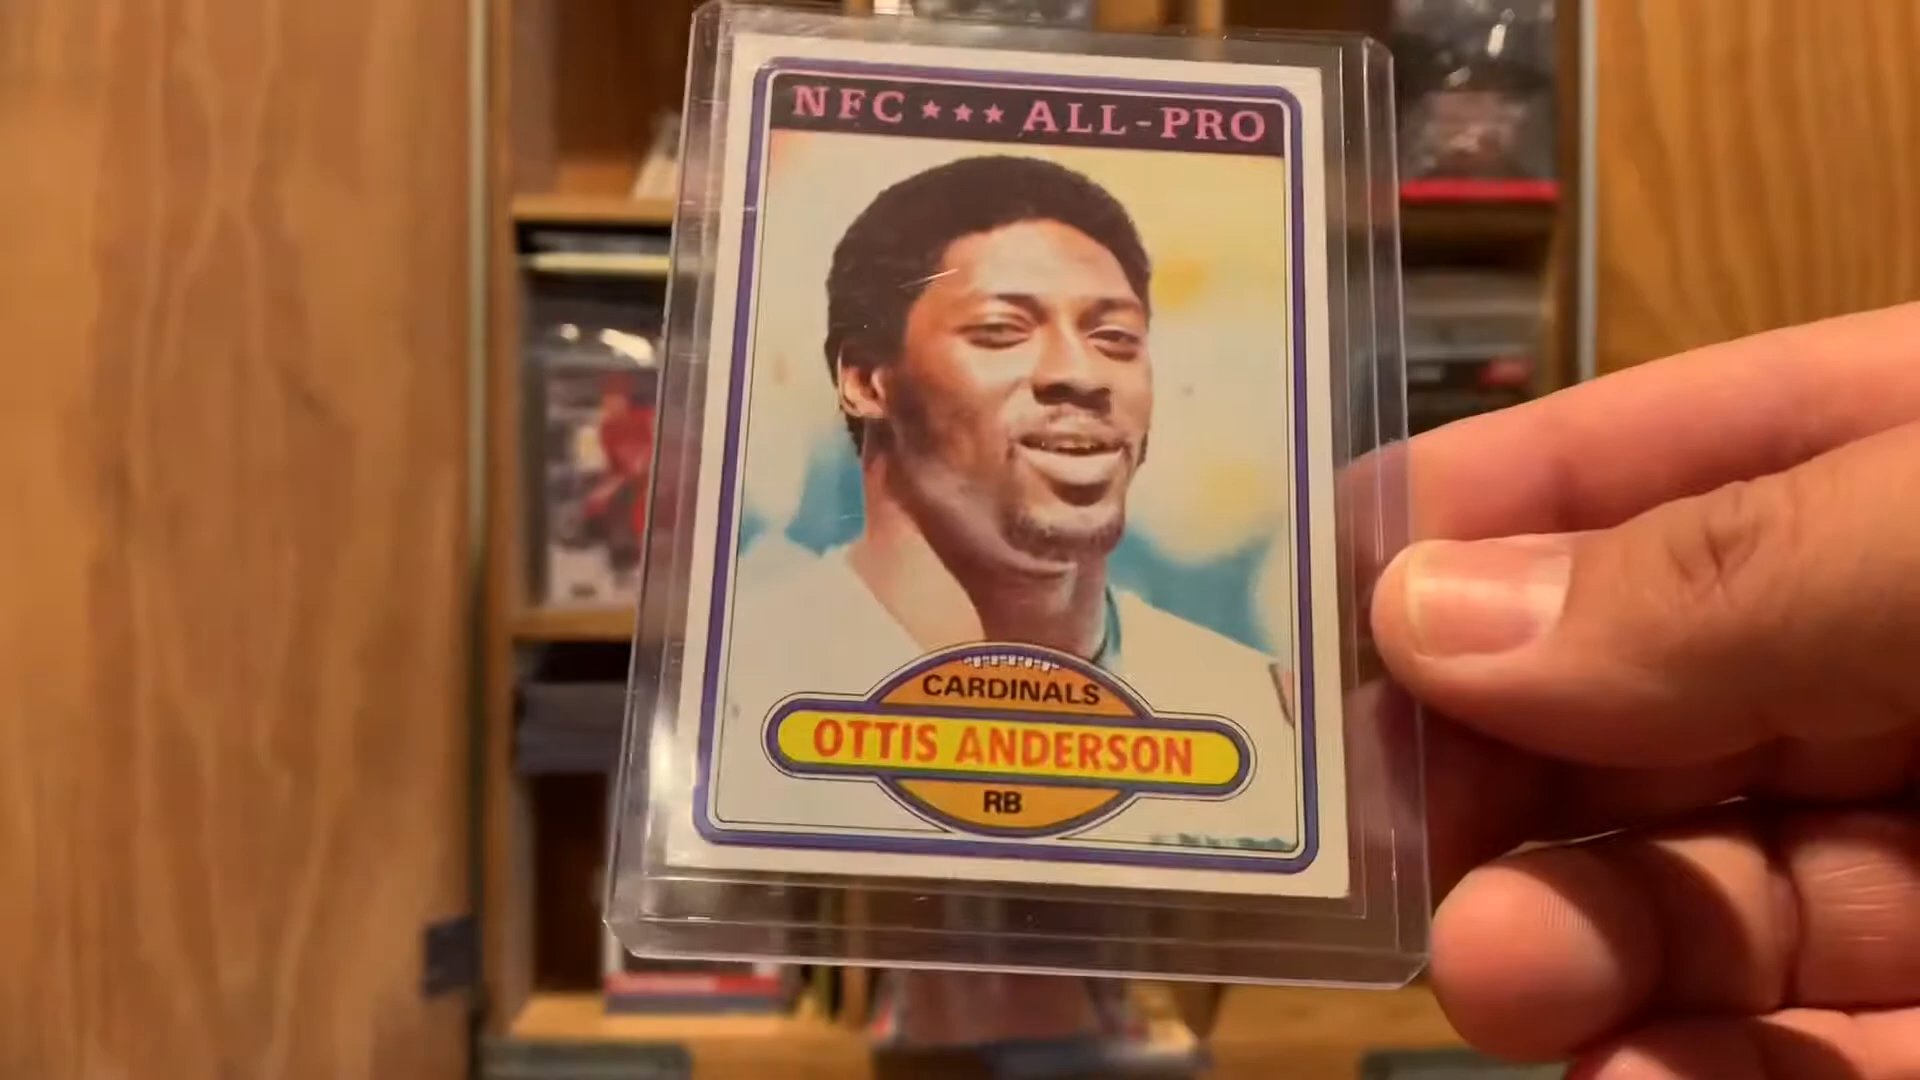 NFC ★★★ ALL-PRO
CARDINALS
OTTIS ANDERSON
RB